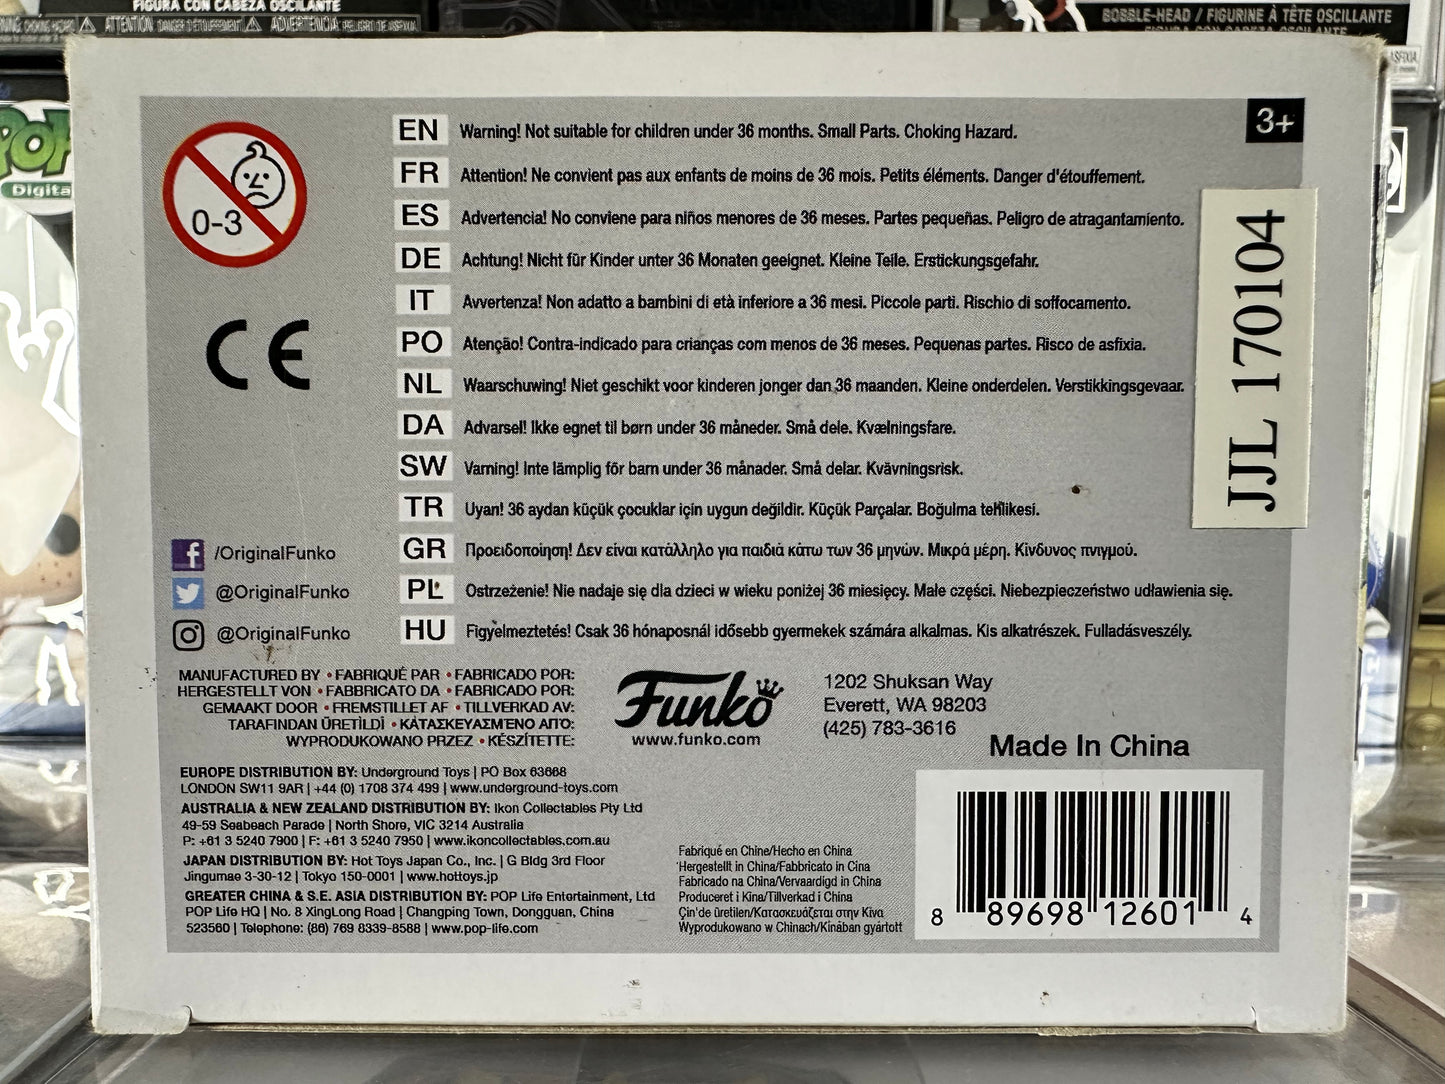 FIGURA CON CABEZA OSCILANTE
ATTENTION
ADVERTENCIA
BOBBLE-HEAD / FIGURINE À TÊTE OSCILLANTE
FIGURA CON CABEZA OSCILANTE
POP!
Digita
0-3
3+
EN Warning! Not suitable for children under 36 months. Small Parts. Choking Hazard.
FR Attention! Ne convient pas aux enfants de moins de 36 mois. Petits éléments. Danger d'étouffement.
ES Advertencia! No conviene para niños menores de 36 meses. Partes pequeñas. Peligro de atragantamiento.
DE Achtung! Nicht für Kinder unter 36 Monaten geeignet. Kleine Teile. Erstickungsgefahr.
IT Avvertenza! Non adatto a bambini di età inferiore a 36 mesi. Piccole parti. Rischio di soffocamento.
PO Atenção! Contra-indicado para crianças com menos de 36 meses. Pequenas partes. Risco de asfixia.
NL Waarschuwing! Niet geschikt voor kinderen jonger dan 36 maanden. Kleine onderdelen. Verstikkingsgevaar.
DA Advarsel! Ikke egnet til børn under 36 måneder. Små dele. Kvælningsfare.
SW Varning! Inte lämplig för barn under 36 månader. Små delar. Kvävningsrisk.
TR Uyan! 36 aydan küçük çocuklar için uygun değildir. Küçük Parçalar. Boğulma tehlikesi.
GR Προειδοποίηση! Δεν είναι κατάλληλο για παιδιά κάτω των 36 μηνών. Μικρά μέρη. Κίνδυνος πνιγμού.
PL Ostrzeżenie! Nie nadaje się dla dzieci w wieku poniżej 36 miesięcy. Małe części. Niebezpieczeństwo udławienia się.
HU Figyelmeztetés! Csak 36 hónaposnál idősebb gyermekek számára alkalmas. Kis alkatrészek. Fulladásveszély.
JJL 170104
CE
/OriginalFunko
@OriginalFunko
@OriginalFunko
MANUFACTURED BY • FABRIQUÉ PAR • FABRICADO POR:
HERGESTELLT VON • FABBRICATO DA • FABRICADO POR:
GEMAAKT DOOR • FREMSTILLET AF • TILLVERKAD AV:
TARAFINDAN ÜRETİLDİ • ΚΑΤΑΣΚΕΥΑΣΜΈΝΟ ΑΠΌ:
WYPRODUKOWANO PRZEZ • KÉSZÍTETTE:
Funko
www.funko.com
1202 Shuksan Way
Everett, WA 98203
(425) 783-3616
Made In China
EUROPE DISTRIBUTION BY: Underground Toys | PO Box 63668
LONDON SW11 9AR | +44 (0) 1708 374 499 | www.underground-toys.com
AUSTRALIA & NEW ZEALAND DISTRIBUTION BY: Ikon Collectables Pty Ltd
49-59 Seabeach Parade | North Shore, VIC 3214 Australia
P: +61 3 5240 7900 | F: +61 3 5240 7950 | www.ikoncollectables.com.au
JAPAN DISTRIBUTION BY: Hot Toys Japan Co., Inc. | G Bldg 3rd Floor
Jingumae 3-30-12 | Tokyo 150-0001 | www.hottoys.jp
GREATER CHINA & S.E. ASIA DISTRIBUTION BY: POP Life Entertainment, Ltd
POP Life HQ | No. 8 XingLong Road | Changping Town, Dongguan, China
523560 | Telephone: (86) 769 8339-8588 | www.pop-life.com
Fabriqué en Chine/Hecho en China
Hergestellt in China/Fabbricato in Cina
Fabricado na China/Vervaardigd in China
Produceret i Kina/Tillverkad i China
Çin'de üretilen/Κατασκευάζεται στην Κίνα
Wyprodukowano w Chinach/Kínában gyártott
8 89698 12601 4